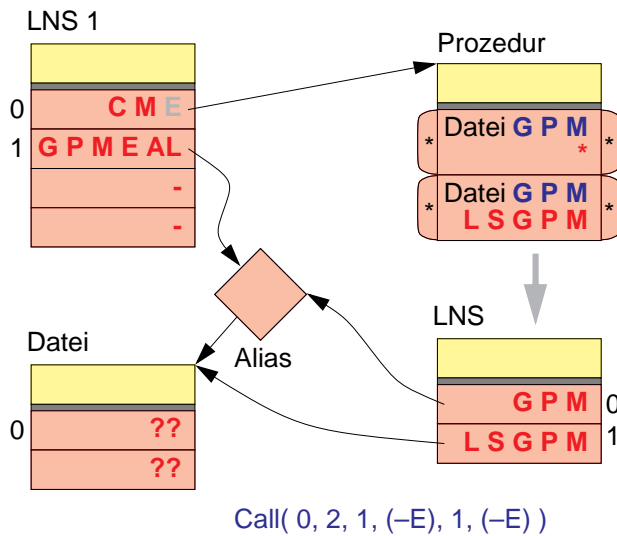 LNS 1
0
C M E
1
G P M E AL
-
-
Prozedur
Datei G P M
*
*
*
Datei G P M
*
L S G P M
*
Alias
Datei
0
??
??
LNS
G P M
0
L S G P M
1
Call( 0, 2, 1, (–E), 1, (–E) )